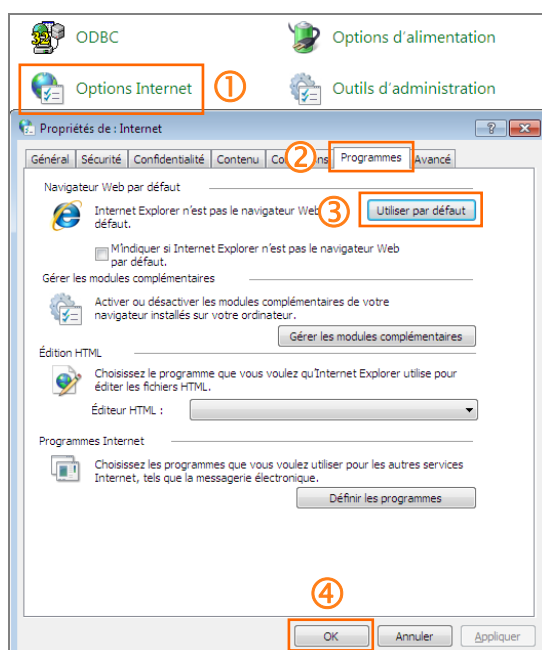 ODBC
Options d'alimentation
Options Internet
①
Outils d'administration
Propriétés de : Internet
②
Général
Sécurité
Confidentialité
Contenu
Programmes
Avancé
Navigateur Web par défaut
Internet Explorer n'est pas le navigateur Web
③
Utiliser par défaut
défaut.
M'indiquer si Internet Explorer n'est pas le navigateur Web
par défaut.
Gérer les modules complémentaires
Activer ou désactiver les modules complémentaires de votre
navigateur installés sur votre ordinateur.
Gérer les modules complémentaires
Édition HTML
Choisissez le programme que vous voulez qu'Internet Explorer utilise pour
éditer les fichiers HTML.
Éditeur HTML :
Programmes Internet
Choisissez les programmes que vous voulez utiliser pour les autres services
Internet, tels que la messagerie électronique.
Définir les programmes
④
OK
Annuler
Appliquer